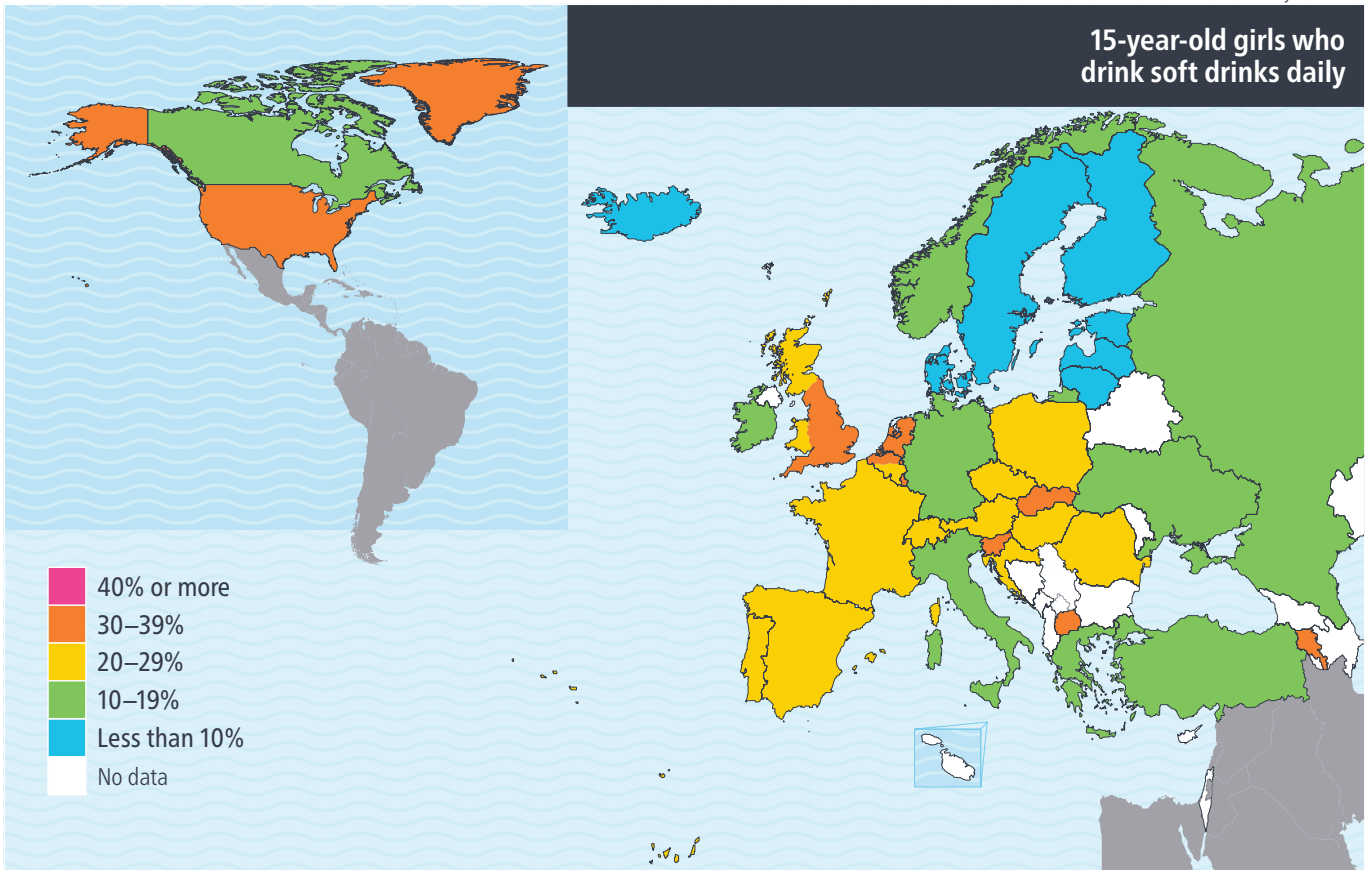 15-year-old girls who
drink soft drinks daily
40% or more
30–39%
20–29%
10–19%
Less than 10%
No data